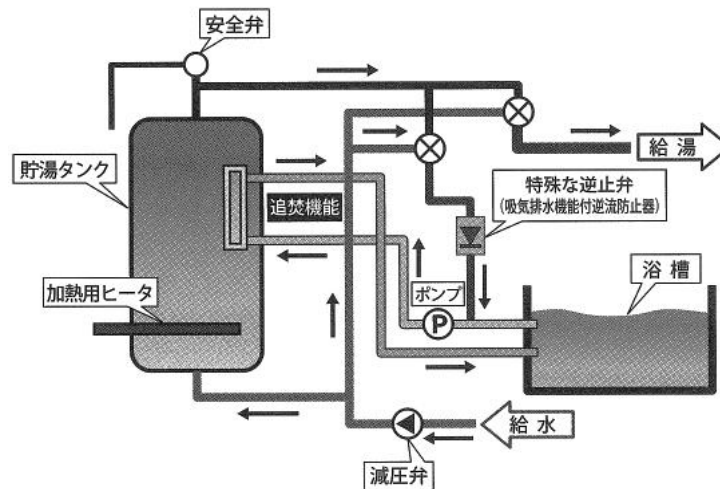 安全弁
給湯
貯湯タンク
追焚機能
特殊な逆止弁
(吸気排水機能付逆流防止器)
加熱用ヒータ
ポンプ
P
浴槽
給水
減圧弁